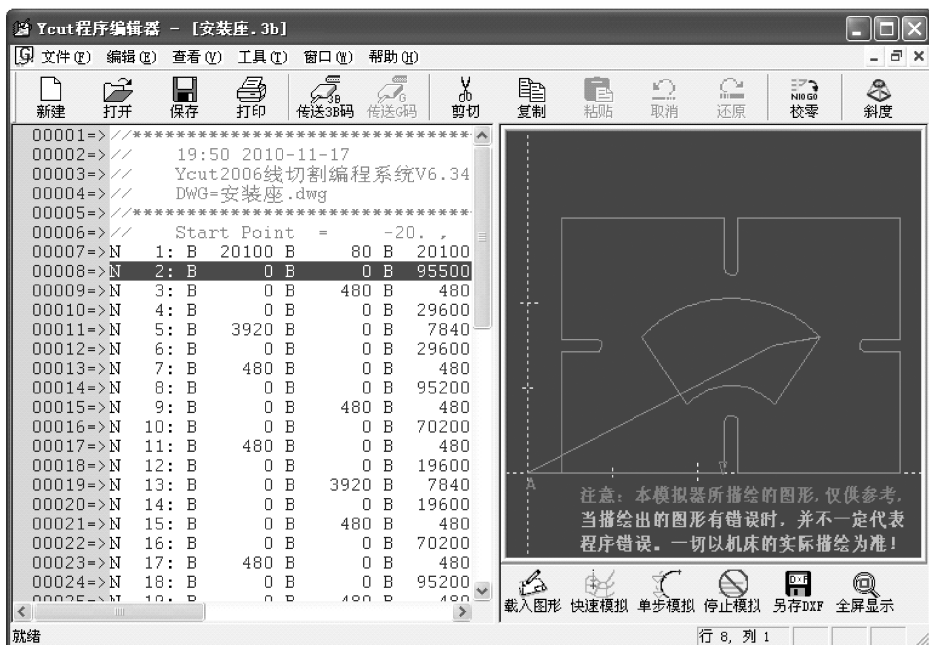 Ycut程序编辑器 - [安装座.3b]
文件(F) 编辑(E) 查看(V) 工具(T) 窗口(W) 帮助(H)
新建 打开 保存 打印 传送3B码 传送G码 剪切 复制 粘贴 取消 还原 校零 斜度
00001=>//*************************************
00002=>// 19:50 2010-11-17
00003=>// Ycut2006线切割编程系统V6.34
00004=>// DWG=安装座.dwg
00005=>//*************************************
00006=>// Start Point = -20. ,
00007=>N 1: B 20100 B 80 B 20100
00008=>N 2: B 0 B 0 B 95500
00009=>N 3: B 0 B 480 B 480
00010=>N 4: B 0 B 0 B 29600
00011=>N 5: B 3920 B 0 B 7840
00012=>N 6: B 0 B 0 B 29600
00013=>N 7: B 480 B 0 B 480
00014=>N 8: B 0 B 0 B 95200
00015=>N 9: B 0 B 480 B 480
00016=>N 10: B 0 B 0 B 70200
00017=>N 11: B 480 B 0 B 480
00018=>N 12: B 0 B 0 B 19600
00019=>N 13: B 0 B 3920 B 7840
00020=>N 14: B 0 B 0 B 19600
00021=>N 15: B 0 B 480 B 480
00022=>N 16: B 0 B 0 B 70200
00023=>N 17: B 480 B 0 B 480
00024=>N 18: B 0 B 0 B 95200
00025=>N 19: B 0 B 480 B 480
A
注意: 本模拟器所描绘的图形,仅供参考,
当描绘出的图形有错误时, 并不一定代表
程序错误。一切以机床的实际描绘为准!
载入图形 快速模拟 单步模拟 停止模拟 另存DXF 全屏显示
就绪
行 8, 列 1